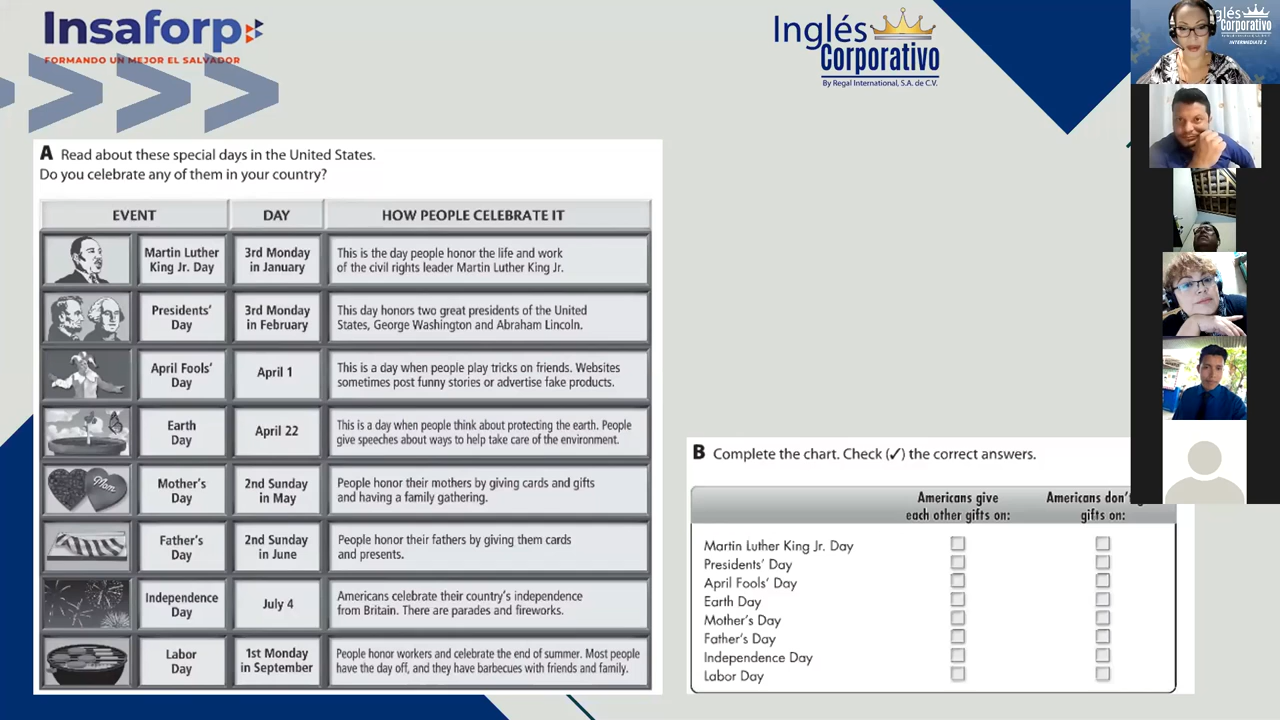 Insaforp
FORMANDO UN MEJOR EL SALVADOR
Inglés
Corporativo
By Regal International, S.A. de C.V.
glés
Corporativo
INTERMEDIATE 2
A Read about these special days in the United States.
Do you celebrate any of them in your country?
EVENT DAY HOW PEOPLE CELEBRATE IT
Martin Luther
King Jr. Day
3rd Monday
in January
This is the day people honor the life and work
of the civil rights leader Martin Luther King Jr.
Presidents'
Day
3rd Monday
in February
This day honors two great presidents of the United
States, George Washington and Abraham Lincoln.
April Fools'
Day
April 1
This is a day when people play tricks on friends. Websites
sometimes post funny stories or advertise fake products.
Earth
Day
April 22
This is a day when people think about protecting the earth. People
give speeches about ways to help take care of the environment.
Mom
Mother's
Day
2nd Sunday
in May
People honor their mothers by giving cards and gifts
and having a family gathering.
Father's
Day
2nd Sunday
in June
People honor their fathers by giving them cards
and presents.
Independence
Day
July 4
Americans celebrate their country's independence
from Britain. There are parades and fireworks.
Labor
Day
1st Monday
in September
People honor workers and celebrate the end of summer. Most people
have the day off, and they have barbecues with friends and family.
B Complete the chart. Check (✓) the correct answers.
Americans give
each other gifts on:
Americans don't
gifts on:
Martin Luther King Jr. Day
Presidents' Day
April Fools' Day
Earth Day
Mother's Day
Father's Day
Independence Day
Labor Day